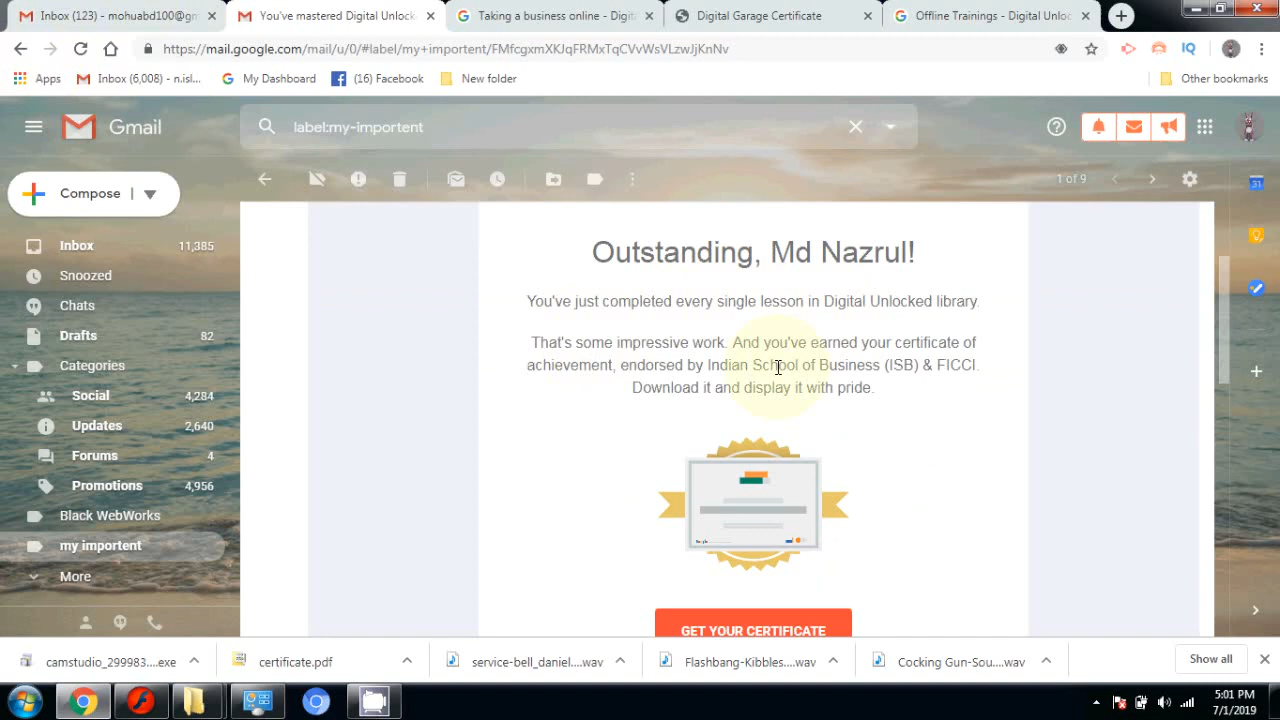 Inbox (123) - mohuabd100@gm
You've mastered Digital Unlock
Taking a business online - Digit
Digital Garage Certificate
Offline Trainings - Digital Unloc
https://mail.google.com/mail/u/0/#label/my+importent/FMfcgxmXKJqFRMxTqCVvWsVLzwJjKnNv
IQ
Apps
Inbox (6,008) - n.isl...
My Dashboard
(16) Facebook
New folder
Other bookmarks
Gmail
label:my-importent
Compose
1 of 9
31
Inbox 11,385
Snoozed
Chats
Drafts 82
Categories
Social 4,284
Updates 2,640
Forums 4
Promotions 4,956
Black WebWorks
my importent
More
Outstanding, Md Nazrul!
You've just completed every single lesson in Digital Unlocked library.
That's some impressive work. And you've earned your certificate of
achievement, endorsed by Indian School of Business (ISB) & FICCI.
Download it and display it with pride.
GET YOUR CERTIFICATE
camstudio_299983....exe
certificate.pdf
service-bell_daniel....wav
Flashbang-Kibbles....wav
Cocking Gun-Sou....wav
Show all
5:01 PM
7/1/2019